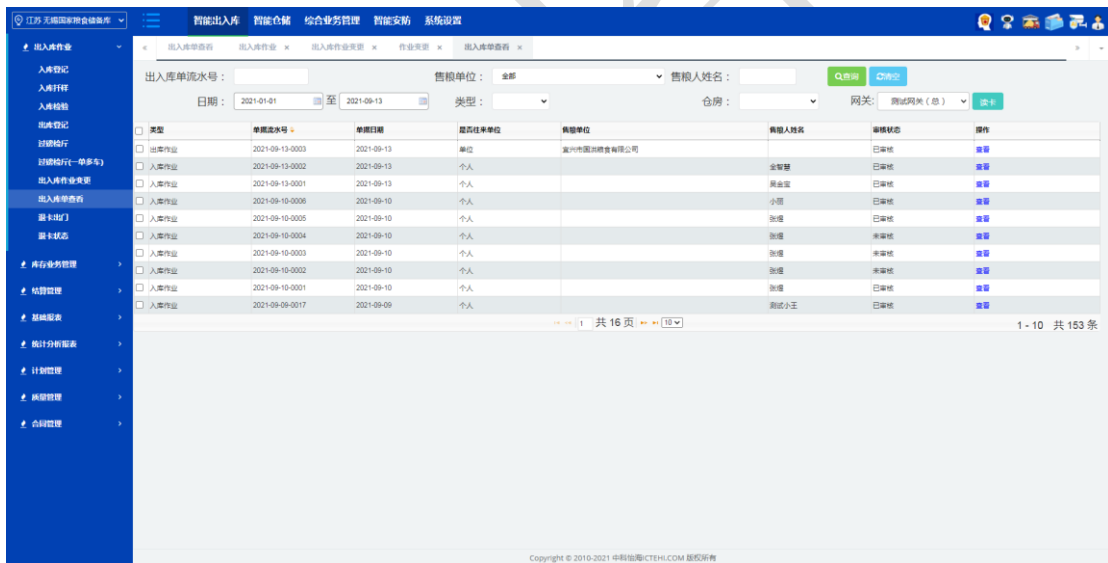 江苏 无锡国家粮食储备库
智能出入库 智能仓储 综合业务管理 智能安防 系统设置
出入库作业
入库登记
入库扦样
入库检验
出库登记
过磅检斤
过磅检斤(一单多车)
出入库作业变更
出入库单查看
退卡出门
退卡状态
库存业务管理
结算管理
基础报表
统计分析报表
计划管理
质量管理
合同管理
« 出入库单查看 出入库作业 × 出入库作业变更 × 作业变更 × 出入库单查看 × »
出入库单流水号： 售粮单位： 全部 售粮人姓名： 查询 清空
日期： 2021-01-01 至 2021-09-13 类型： 仓房： 网关: 测试网关（总） 读卡
类型 单据流水号 单据日期 是否往来单位 售粮单位 售粮人姓名 审核状态 操作
出库作业 2021-09-13-0003 2021-09-13 单位 宜兴市国洪粮食有限公司 已审核 查看
入库作业 2021-09-13-0002 2021-09-13 个人 全智慧 已审核 查看
入库作业 2021-09-13-0001 2021-09-13 个人 吴金宝 已审核 查看
入库作业 2021-09-10-0006 2021-09-10 个人 小丽 已审核 查看
入库作业 2021-09-10-0005 2021-09-10 个人 张煜 已审核 查看
入库作业 2021-09-10-0004 2021-09-10 个人 张煜 未审核 查看
入库作业 2021-09-10-0003 2021-09-10 个人 张煜 未审核 查看
入库作业 2021-09-10-0002 2021-09-10 个人 张煜 未审核 查看
入库作业 2021-09-10-0001 2021-09-10 个人 张煜 已审核 查看
入库作业 2021-09-09-0017 2021-09-09 个人 测试小王 已审核 查看
1 共 16 页 10
1 - 10 共 153 条
Copyright © 2010-2021 中科怡海ICTEHI.COM 版权所有